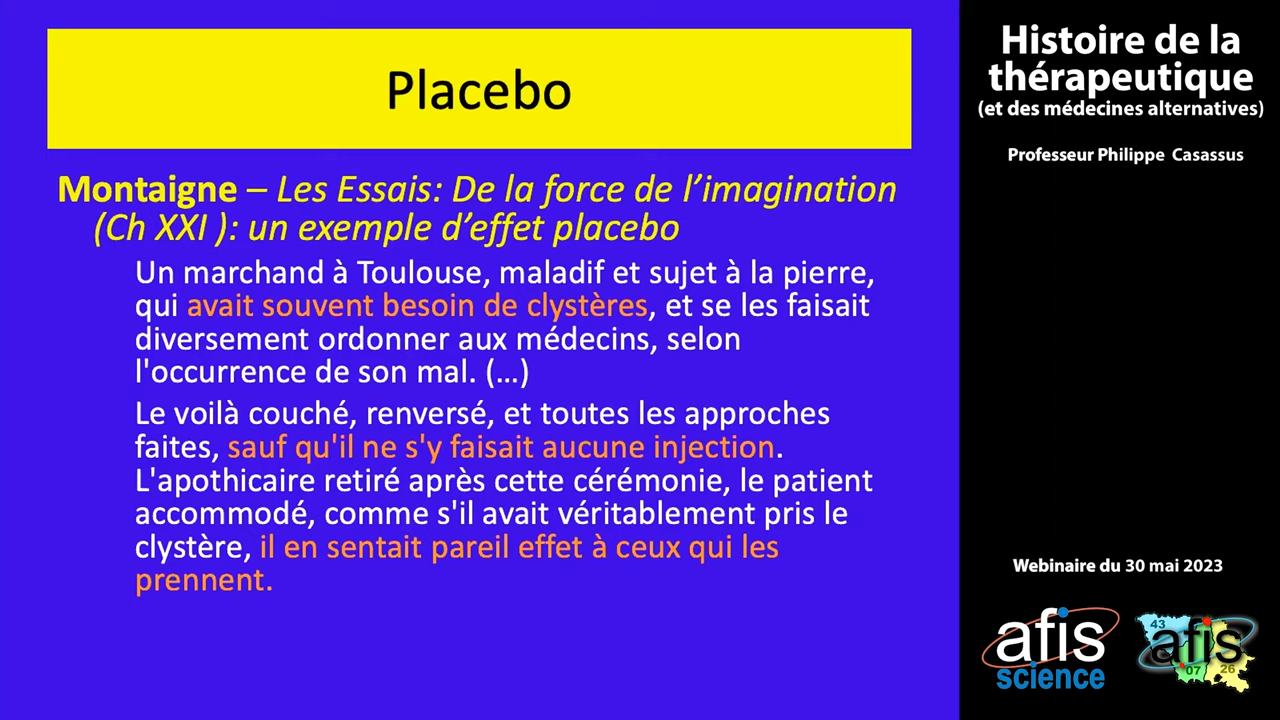 Placebo
Montaigne – Les Essais: De la force de l'imagination
(Ch XXI ): un exemple d'effet placebo
Un marchand à Toulouse, maladif et sujet à la pierre,
qui avait souvent besoin de clystères, et se les faisait
diversement ordonner aux médecins, selon
l'occurrence de son mal. (...)
Le voilà couché, renversé, et toutes les approches
faites, sauf qu'il ne s'y faisait aucune injection.
L'apothicaire retiré après cette cérémonie, le patient
accommodé, comme s'il avait véritablement pris le
clystère, il en sentait pareil effet à ceux qui les
prennent.
Histoire de la
thérapeutique
(et des médecines alternatives)
Professeur Philippe Casassus
Webinaire du 30 mai 2023
afis
science
43
afis
07
26